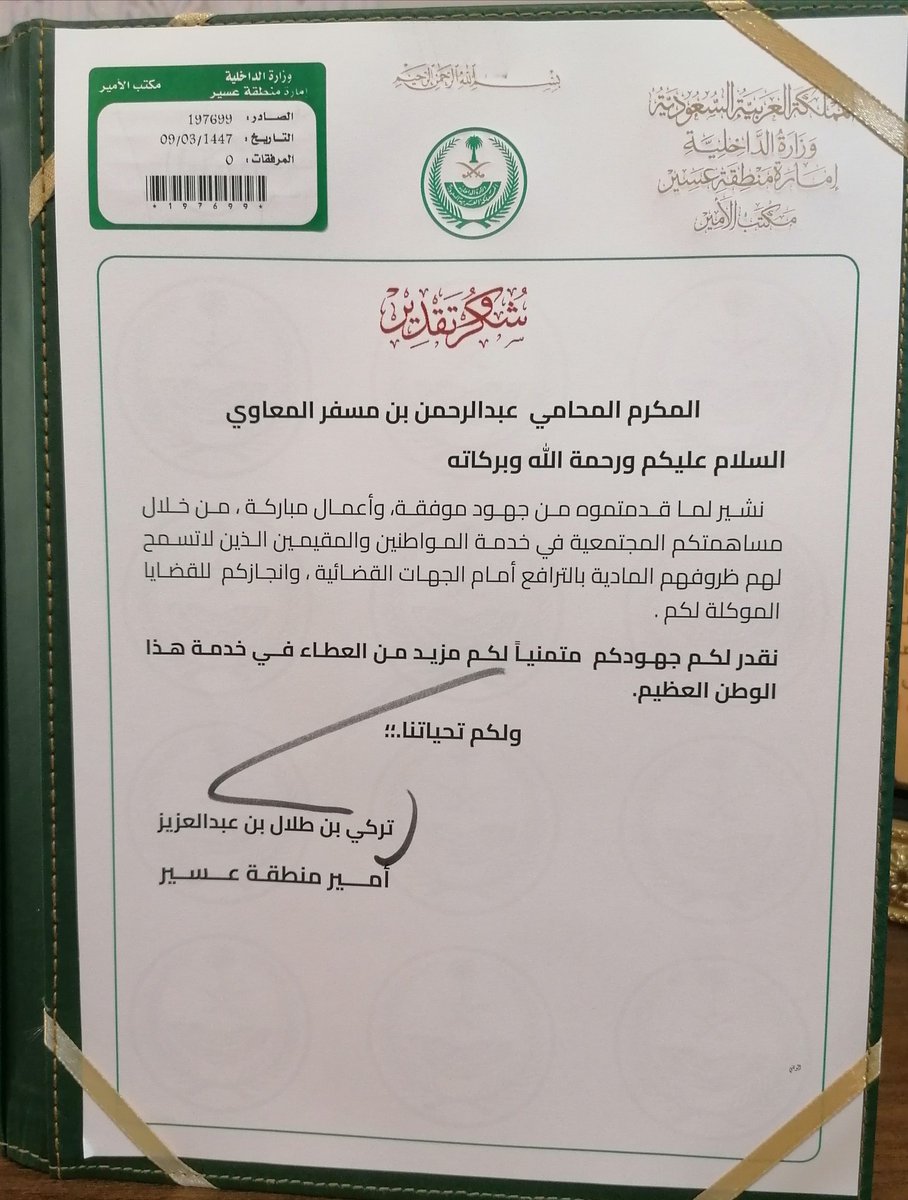 بسم الله الرحمن الرحيم
المملكة العربية السعودية
وزارة الداخلية
إمارة منطقة عسير
مكتب الأمير
وزارة الداخلية
امارة منطقة عسير
مكتب الأمير
الصادر : 197699
التاريخ : 09/03/1447
المرفقات : 0
*197699*
شكر وتقدير
المكرم المحامي عبدالرحمن بن مسفر المعاوي
السلام عليكم ورحمة الله وبركاته
نشير لما قدمتموه من جهود موفقة، وأعمال مباركة ، من خلال
مساهمتكم المجتمعية في خدمة المواطنين والمقيمين الذين لاتسمح
لهم ظروفهم المادية بالترافع أمام الجهات القضائية ، وانجازكم للقضايا
الموكلة لكم .
نقدر لكم جهودكم متمنياً لكم مزيد من العطاء في خدمة هذا
الوطن العظيم.
ولكم تحياتنا.؛؛
تركي بن طلال بن عبدالعزيز
أمير منطقة عسير